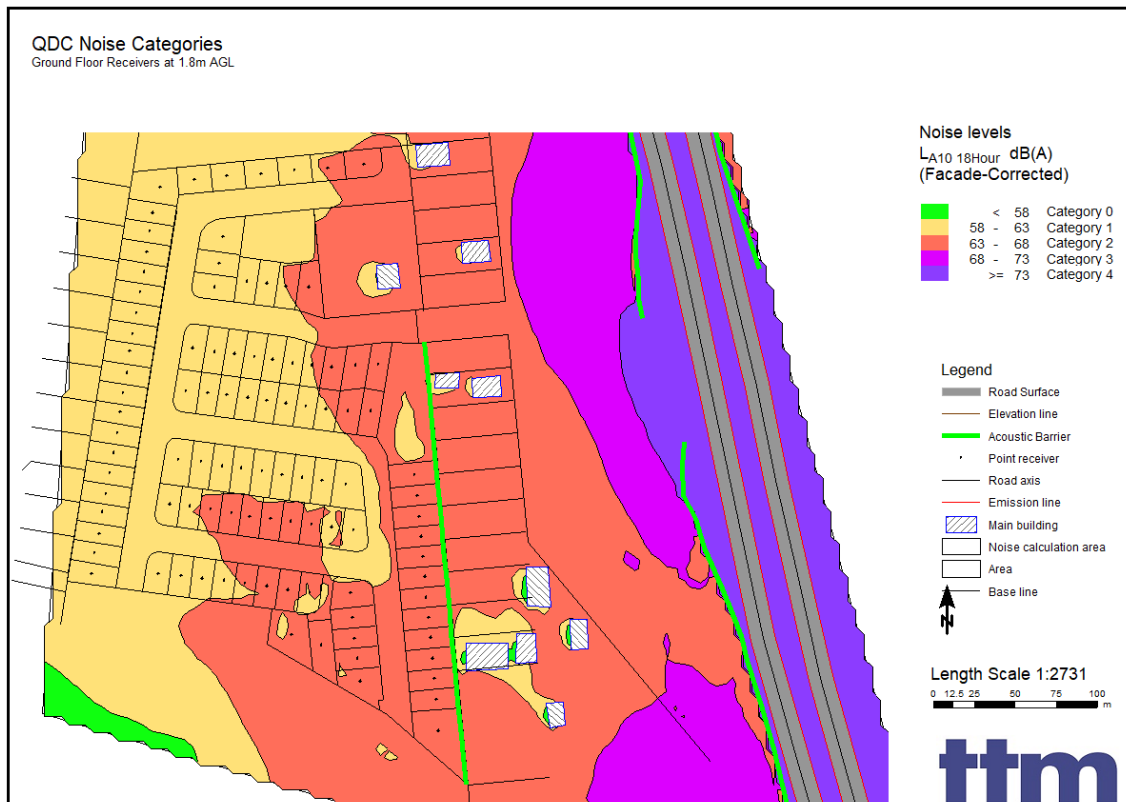 QDC Noise Categories
Ground Floor Receivers at 1.8m AGL
Noise levels
LA10 18Hour dB(A)
(Facade-Corrected)
< 58 Category 0
58 - 63 Category 1
63 - 68 Category 2
68 - 73 Category 3
>= 73 Category 4
Legend
Road Surface
Elevation line
Acoustic Barrier
Point receiver
Road axis
Emission line
Main building
Noise calculation area
Area
Base line
N
Length Scale 1:2731
0 12.5 25 50 75 100
m
ttm